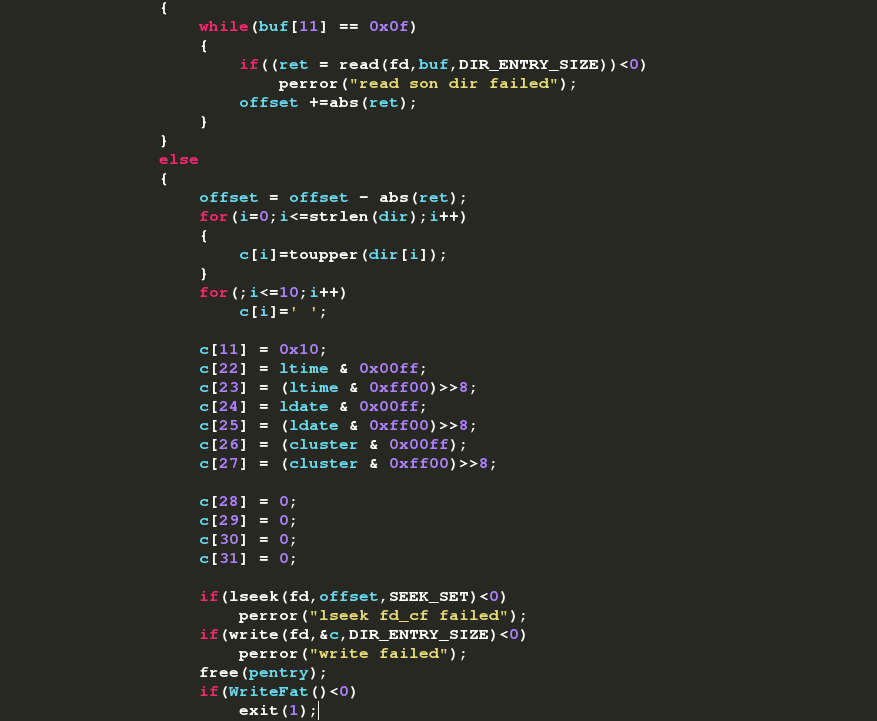 {
while(buf[11] == 0x0f)
{
if((ret = read(fd,buf,DIR_ENTRY_SIZE))<0)
perror("read son dir failed");
offset +=abs(ret);
}
}
else
{
offset = offset - abs(ret);
for(i=0;i<=strlen(dir);i++)
{
c[i]=toupper(dir[i]);
}
for(;i<=10;i++)
c[i]=' ';
c[11] = 0x10;
c[22] = ltime & 0x00ff;
c[23] = (ltime & 0xff00)>>8;
c[24] = ldate & 0x00ff;
c[25] = (ldate & 0xff00)>>8;
c[26] = (cluster & 0x00ff);
c[27] = (cluster & 0xff00)>>8;
c[28] = 0;
c[29] = 0;
c[30] = 0;
c[31] = 0;
if(lseek(fd,offset,SEEK_SET)<0)
perror("lseek fd_cf failed");
if(write(fd,&c,DIR_ENTRY_SIZE)<0)
perror("write failed");
free(pentry);
if(WriteFat()<0)
exit(1);